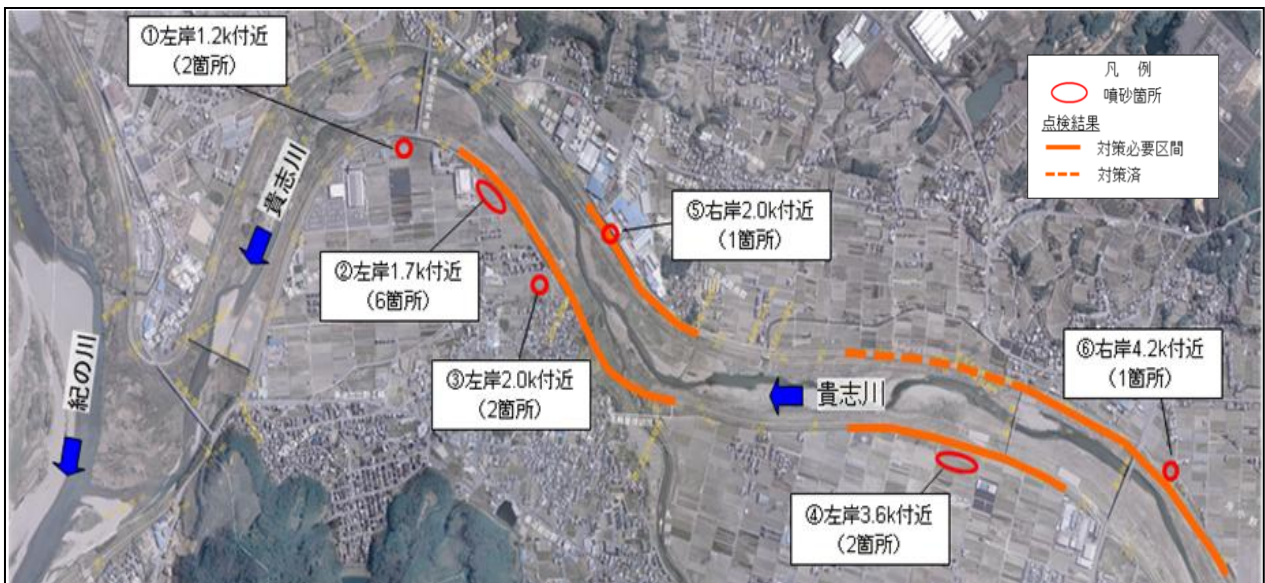 ①左岸1.2k付近
(2箇所)
凡 例
噴砂箇所
点検結果
対策必要区間
対策済
貴志川
⑤右岸2.0k付近
(1箇所)
②左岸1.7k付近
(6箇所)
紀の川
③左岸2.0k付近
(2箇所)
貴志川
⑥右岸4.2k付近
(1箇所)
④左岸3.6k付近
(2箇所)